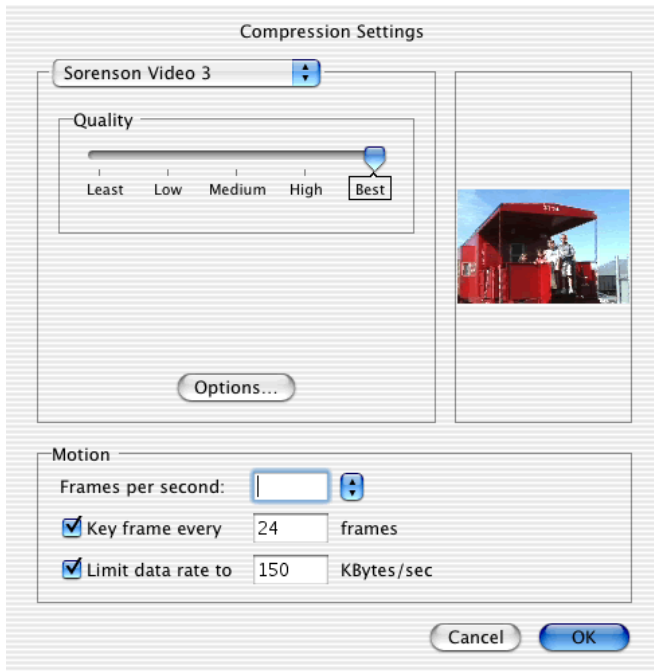 Compression Settings
Sorenson Video 3
Quality
Least Low Medium High Best
Options...
Motion
Frames per second:
Key frame every 24 frames
Limit data rate to 150 KBytes/sec
Cancel OK